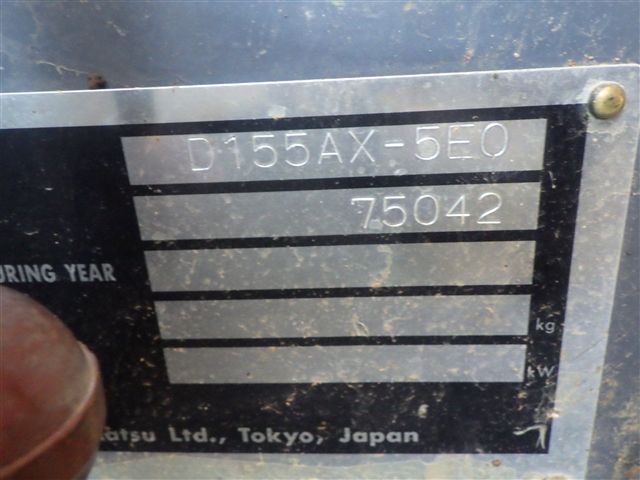 D155AX-5E0
75042
URING YEAR
kg
kW
atsu Ltd., Tokyo, Japan